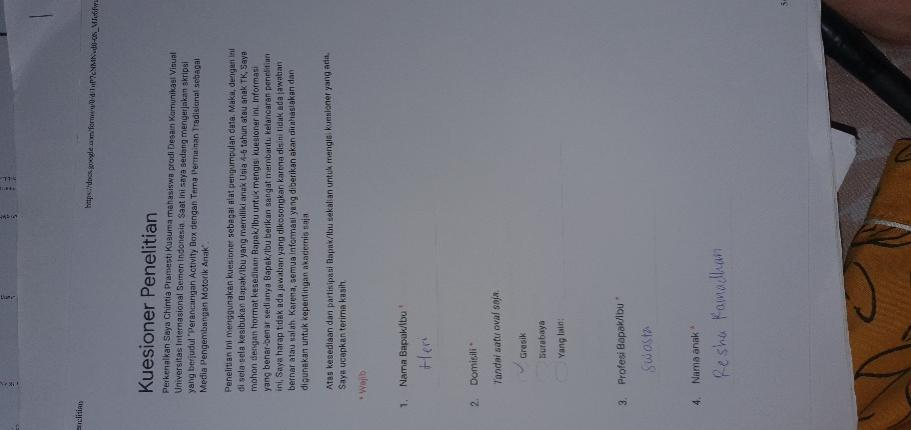 Kuesioner Penelitian
Perkenalkan Saya Chintia Pramesti Kusuma mahasiswa prodi Desain Komunikasi Visual
Universitas Internasional Semen Indonesia. Saat ini saya sedang mengerjakan skripsi
yang berjudul "Perancangan Activity Box dengan Tema Permainan Tradisional sebagai
Media Pengembangan Motorik Anak".
Penelitian ini menggunakan kuesioner sebagai alat pengumpulan data. Maka, dengan ini
di sela-sela kesibukan Bapak/Ibu yang memiliki anak Usia 4-6 tahun atau anak TK, Saya
mohon dengan hormat kesediaan Bapak/Ibu untuk mengisi kuesioner ini. Informasi
yang benar-benar sedianya Bapak/Ibu berikan sangat membantu kelancaran penelitian
ini, Saya harap tidak ada jawaban yang dikosongkan karena disini tidak ada jawaban
benar atau salah. Karena, semua informasi yang diberikan akan dirahasiakan dan
digunakan untuk kepentingan akademis saja.
Atas kesediaan dan partisipasi Bapak/Ibu sekalian untuk mengisi kuesioner yang ada,
Saya ucapkan terima kasih.
* Wajib
1. Nama Bapak/Ibu *
Heri
2. Domisili *
Tandai satu oval saja.
Gresik
Surabaya
Yang lain:
3. Profesi Bapak/Ibu *
Swasta
4. Nama anak *
Resha Ramadhan